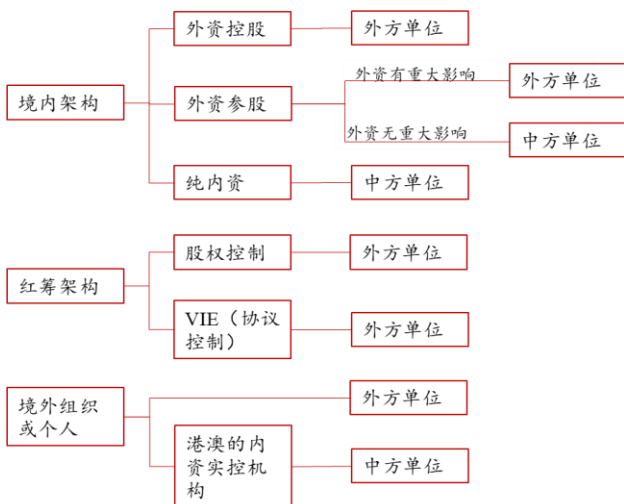 外资控股
外方单位
外资有重大影响
外方单位
境内架构
外资参股
外资无重大影响
中方单位
纯内资
中方单位
股权控制
外方单位
红筹架构
VIE（协议
控制）
外方单位
境外组织
或个人
外方单位
港澳的内
资实控机
构
中方单位